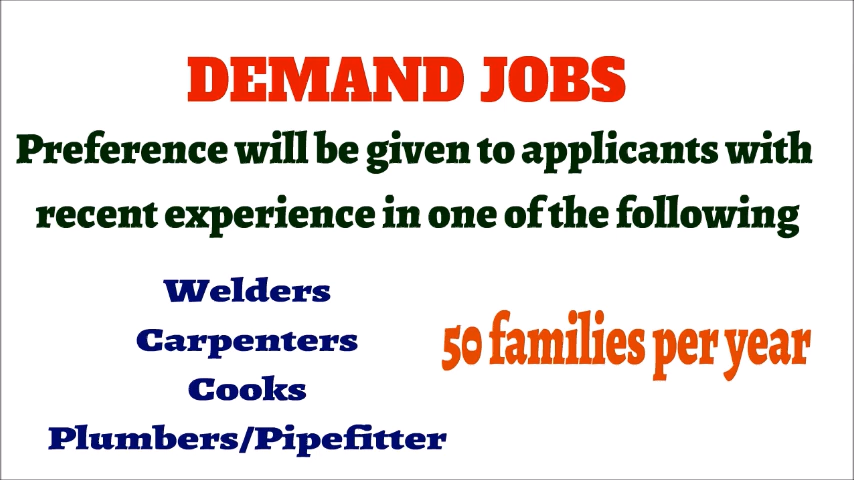 DEMAND JOBS
Preference will be given to applicants with
recent experience in one of the following
Welders
Carpenters
Cooks
Plumbers/Pipefitter
50 families per year